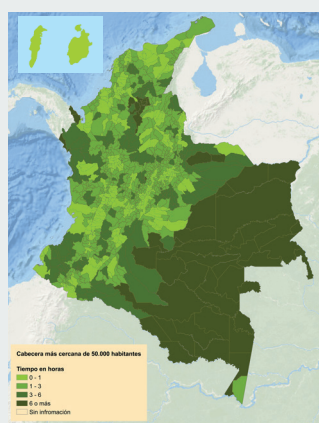 Cabecera más cercana de 50.000 habitantes
Tiempo en horas
0 - 1
1 - 3
3 - 6
6 o más
Sin infromación